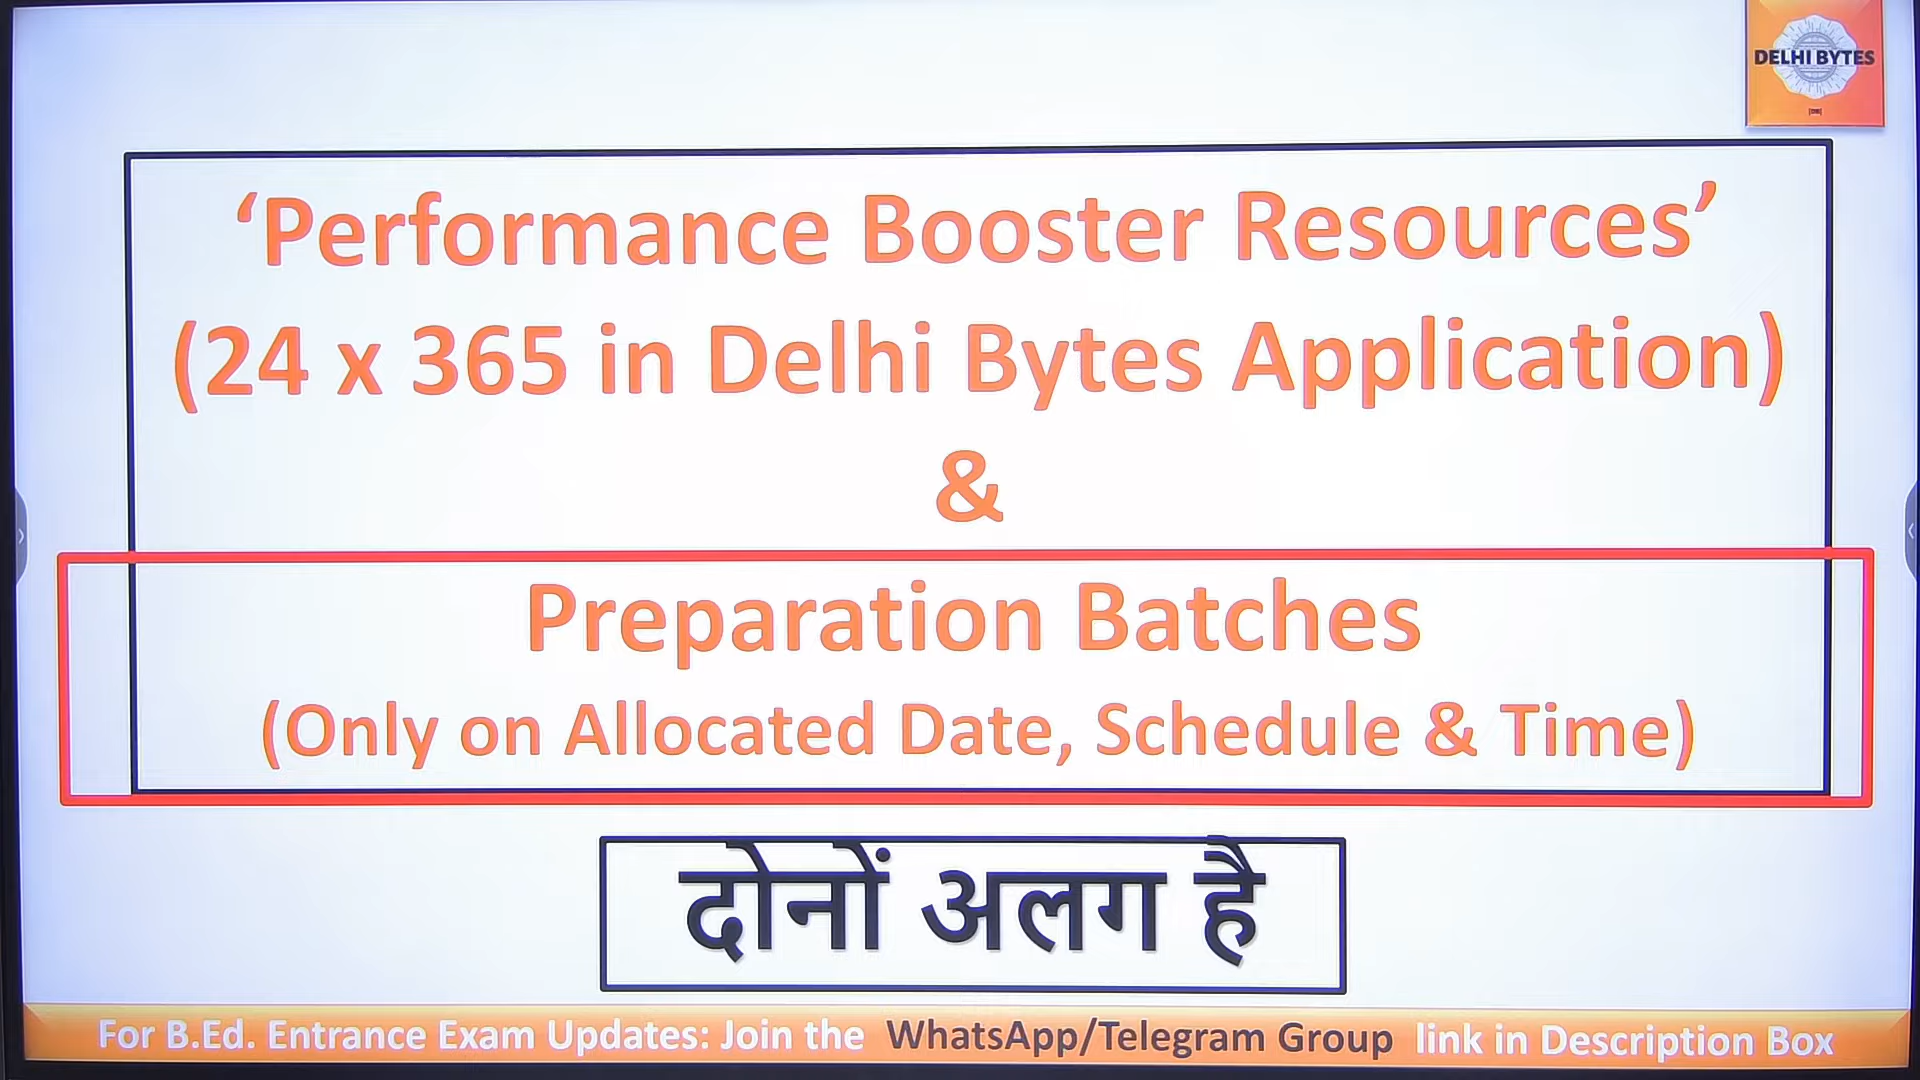 DELHI BYTES
‘Performance Booster Resources’
(24 x 365 in Delhi Bytes Application)
&
Preparation Batches
(Only on Allocated Date, Schedule & Time)
दोनों अलग है
For B.Ed. Entrance Exam Updates: Join the WhatsApp/Telegram Group link in Description Box